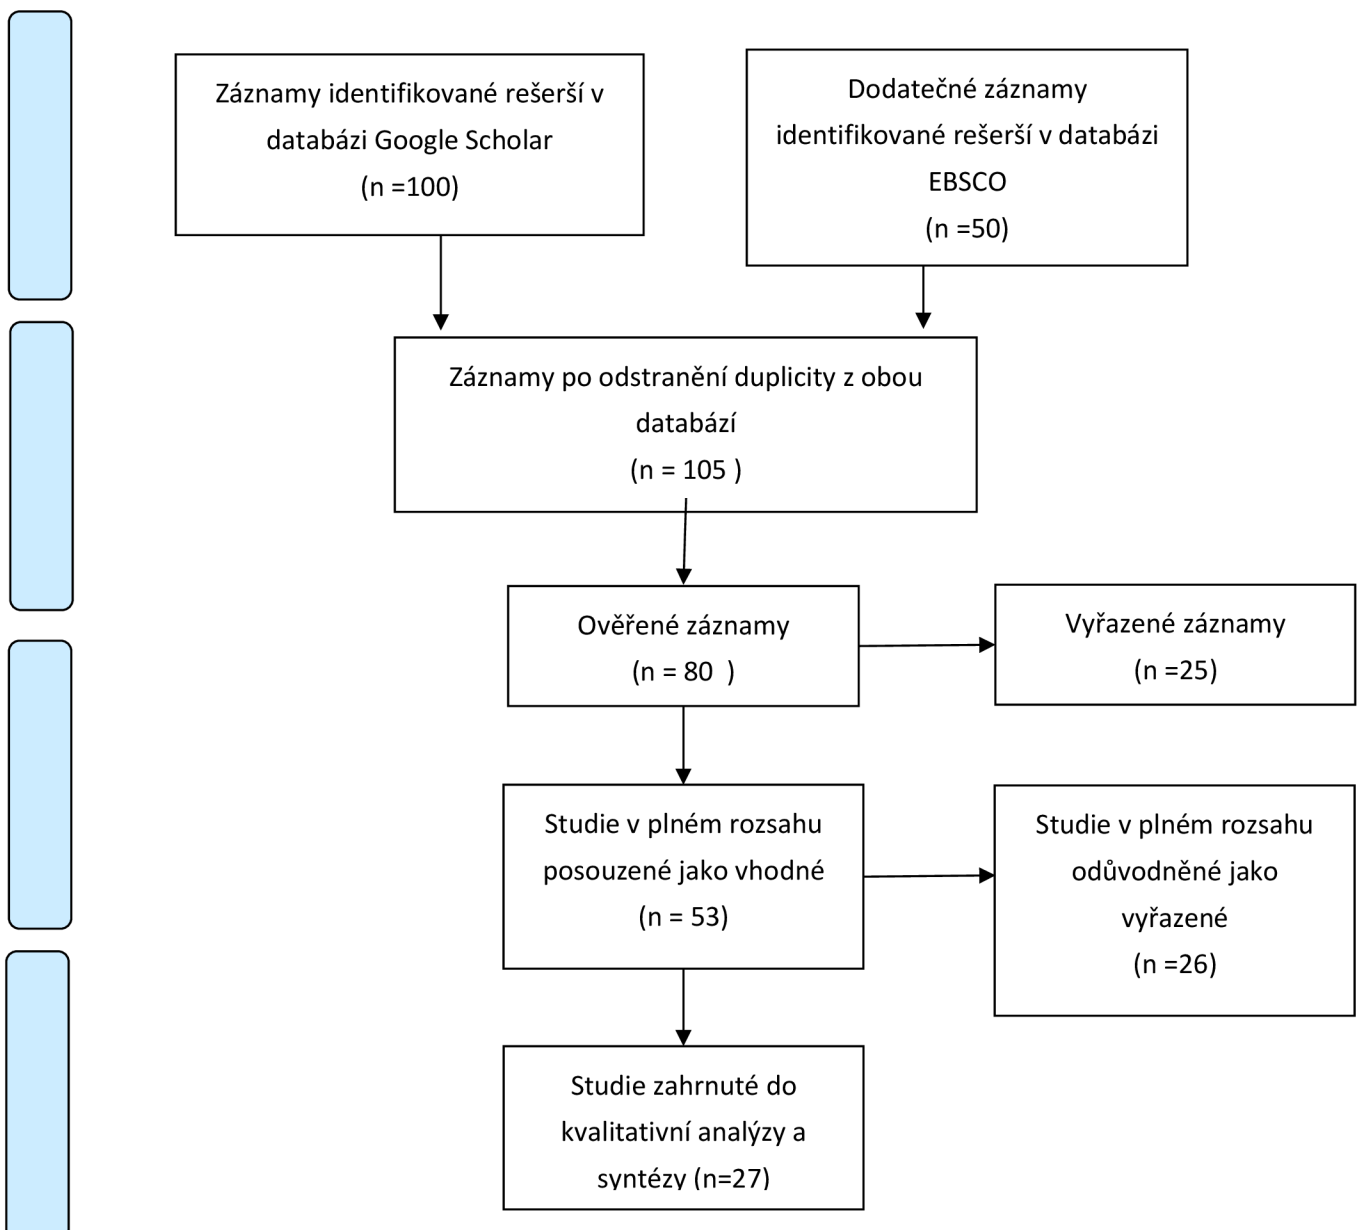 Záznamy identifikované rešerší v
databázi Google Scholar
(n =100)
Dodatečné záznamy
identifikované rešerší v databázi
EBSCO
(n =50)
Záznamy po odstranění duplicity z obou
databází
(n = 105 )
Ověřené záznamy
(n = 80 )
Vyřazené záznamy
(n =25)
Studie v plném rozsahu
posouzené jako vhodné
(n = 53)
Studie v plném rozsahu
odůvodněné jako
vyřazené
(n =26)
Studie zahrnuté do
kvalitativní analýzy a
syntézy (n=27)